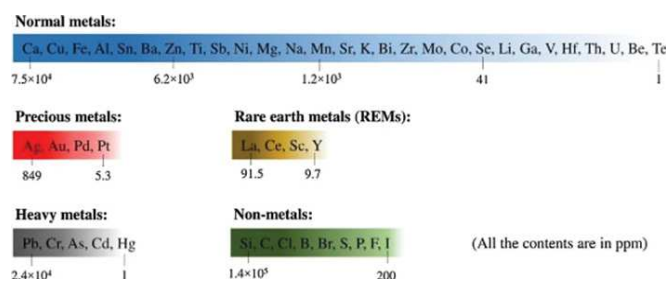 Normal metals:
Ca, Cu, Fe, Al, Sn, Ba, Zn, Ti, Sb, Ni, Mg, Na, Mn, Sr, K, Bi, Zr, Mo, Co, Se, Li, Ga, V, Hf, Th, U, Be, Te
7.5×10⁴ 6.2×10³ 1.2×10³ 41 1
Precious metals: Rare earth metals (REMs):
Ag, Au, Pd, Pt La, Ce, Sc, Y
849 5.3 91.5 9.7
Heavy metals: Non-metals:
Pb, Cr, As, Cd, Hg Si, C, Cl, B, Br, S, P, F, I (All the contents are in ppm)
2.4×10⁴ 1 1.4×10⁵ 200